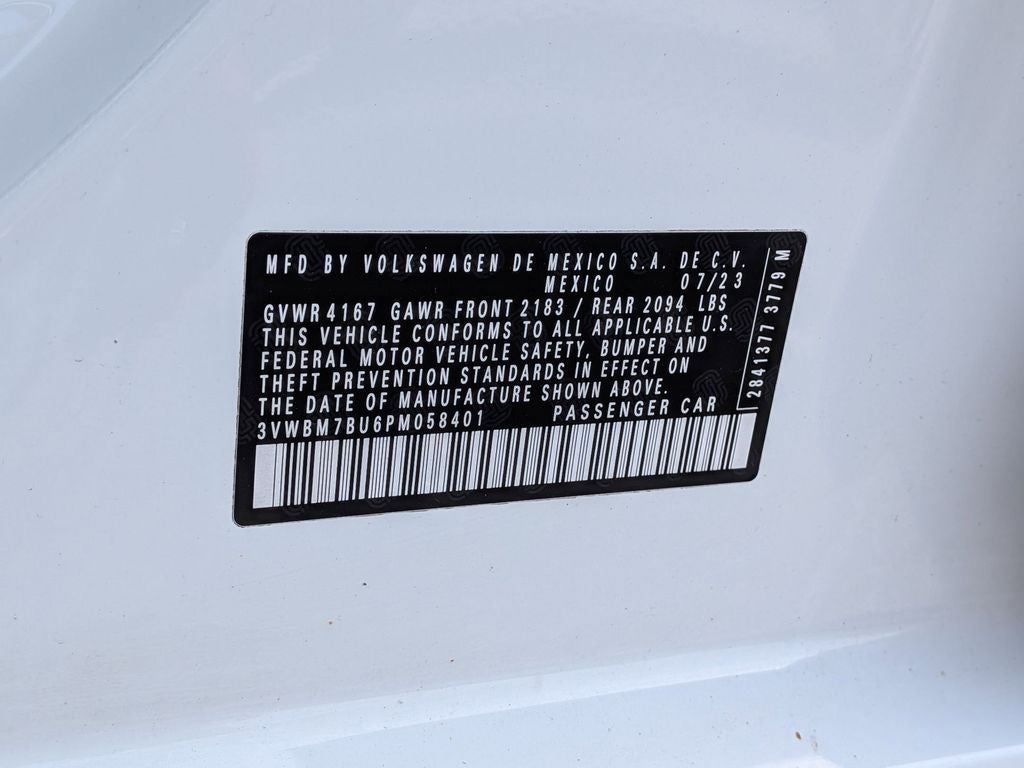 MFD BY VOLKSWAGEN DE MEXICO S.A. DE C.V.
MEXICO 07/23
GVWR 4167 GAWR FRONT 2183 / REAR 2094 LBS
THIS VEHICLE CONFORMS TO ALL APPLICABLE U.S.
FEDERAL MOTOR VEHICLE SAFETY, BUMPER AND
THEFT PREVENTION STANDARDS IN EFFECT ON
THE DATE OF MANUFACTURE SHOWN ABOVE.
3VWBM7BU6PM058401 PASSENGER CAR
2841377 3779 M